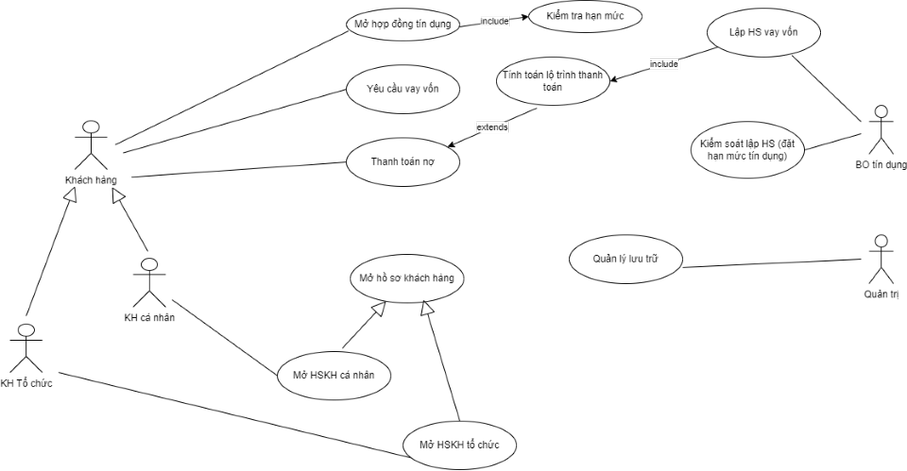 Mở hợp đồng tín dụng
include
Kiểm tra hạn mức
Lập HS vay vốn
include
Tính toán lộ trình thanh
toán
Yêu cầu vay vốn
extends
Khách hàng
Thanh toán nợ
Kiểm soát lập HS (đặt
hạn mức tín dụng)
BO tín dụng
Quản lý lưu trữ
Quản trị
Mở hồ sơ khách hàng
KH cá nhân
Mở HSKH cá nhân
KH Tổ chức
Mở HSKH tổ chức